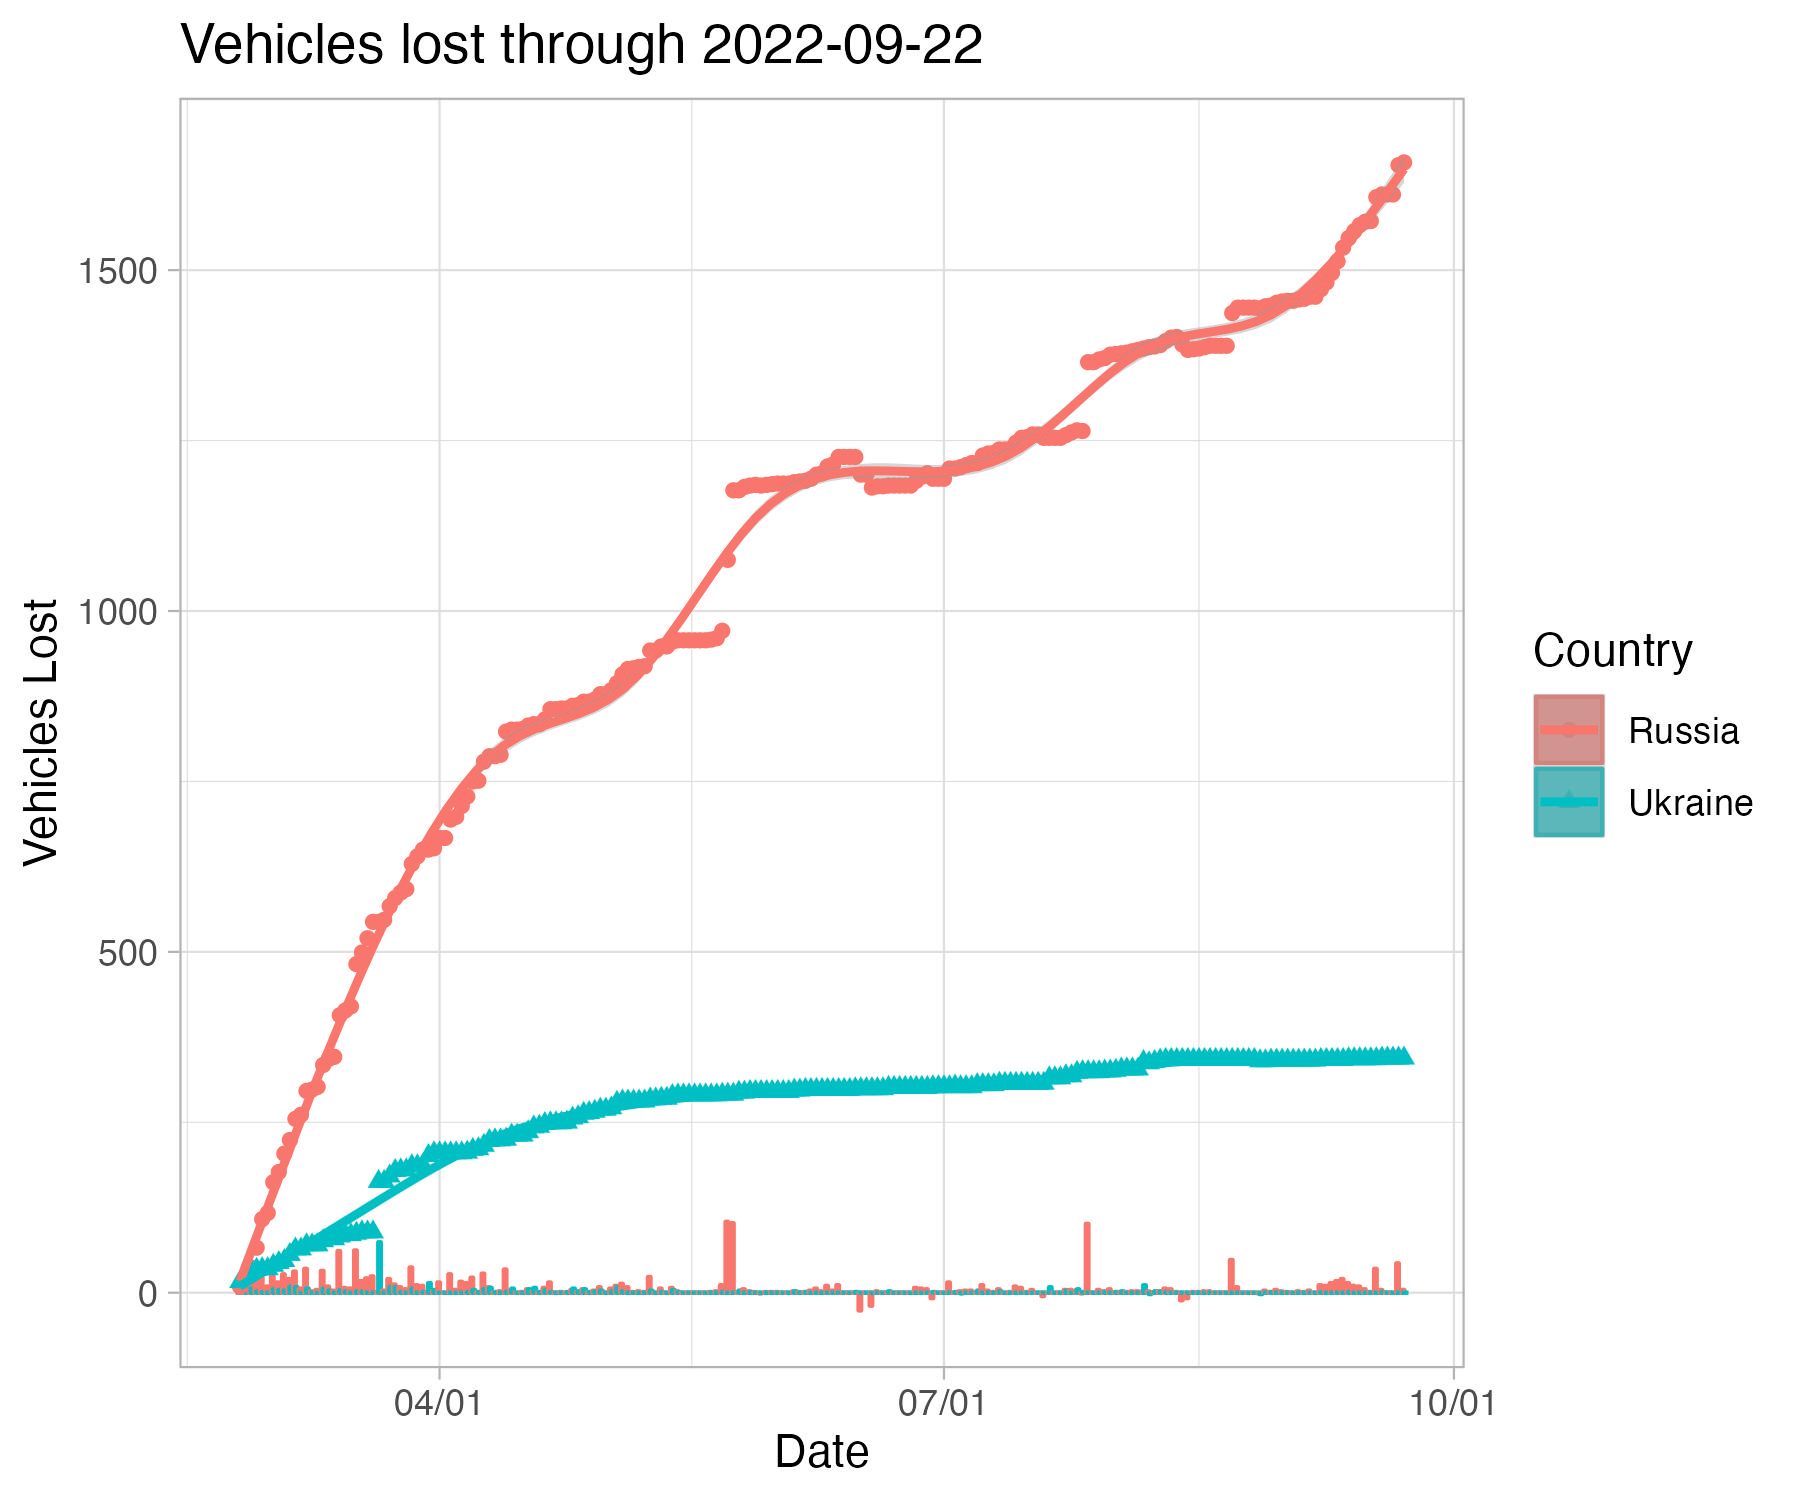 Vehicles lost through 2022-09-22
Vehicles Lost
1500
1000
500
0
04/01
07/01
10/01
Date
Country
Russia
Ukraine